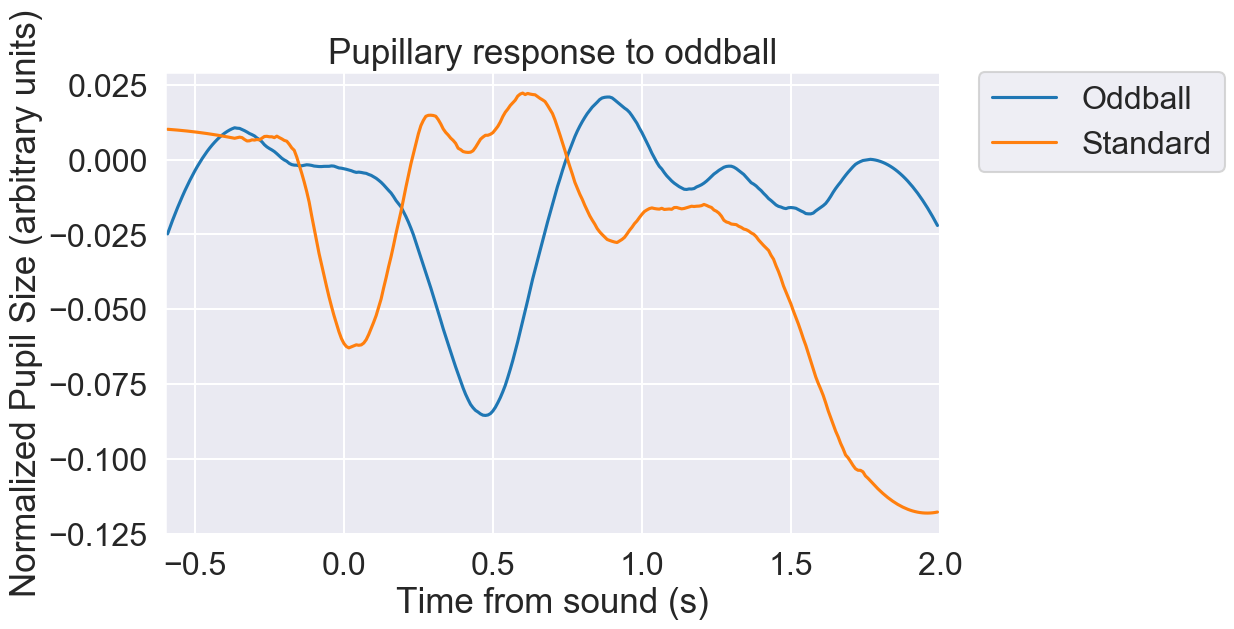 Pupillary response to oddball
Normalized Pupil Size (arbitrary units)
0.025
0.000
−0.025
−0.050
−0.075
−0.100
−0.125
−0.5
0.0
0.5
1.0
1.5
2.0
Time from sound (s)
Oddball
Standard